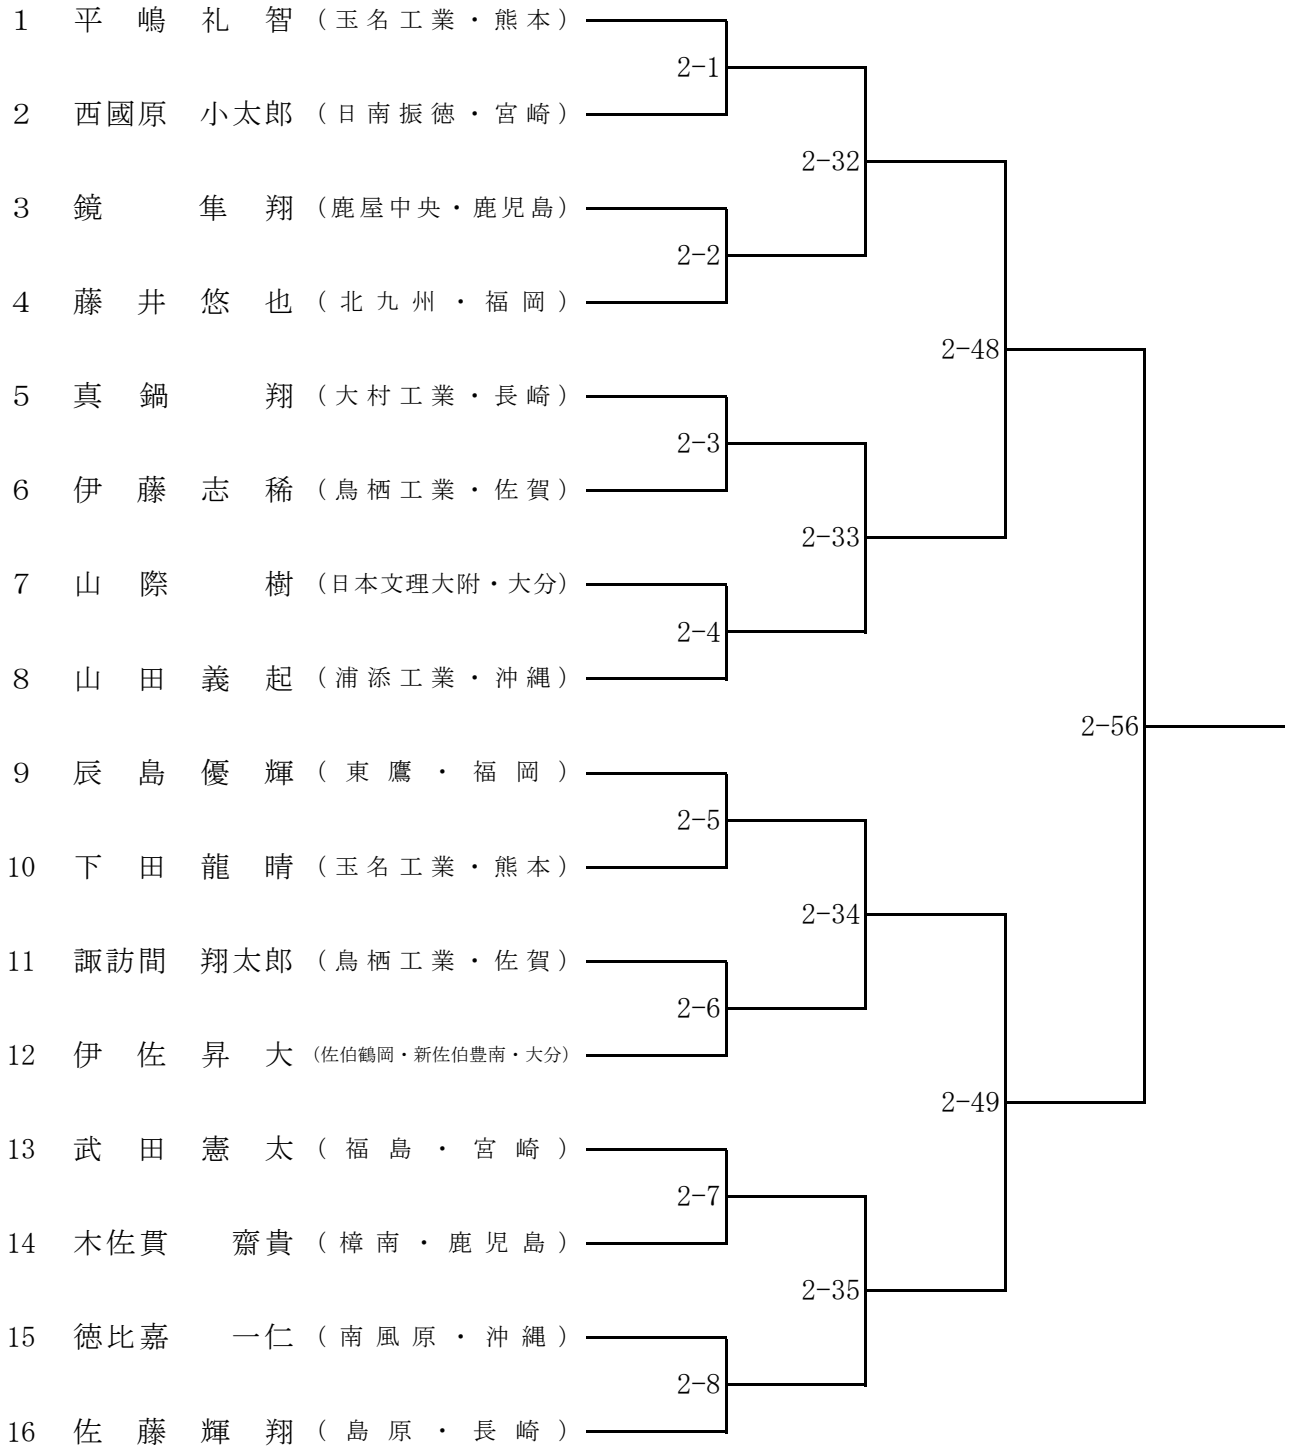 1 平嶋礼智 (玉名工業・熊本)
2-1
2 西國原 小太郎 (日南振徳・宮崎)
2-32
3 鏡 隼翔 (鹿屋中央・鹿児島)
2-2
4 藤井悠也 (北九州・福岡)
2-48
5 真鍋 翔 (大村工業・長崎)
2-3
6 伊藤志稀 (鳥栖工業・佐賀)
2-33
7 山際 樹 (日本文理大附・大分)
2-4
8 山田義起 (浦添工業・沖縄)
2-56
9 辰島優輝 (東鷹・福岡)
2-5
10 下田龍晴 (玉名工業・熊本)
2-34
11 諏訪間 翔太郎 (鳥栖工業・佐賀)
2-6
12 伊佐昇大 (佐伯鶴岡・新佐伯豊南・大分)
2-49
13 武田憲太 (福島・宮崎)
2-7
14 木佐貫 齋貴 (樟南・鹿児島)
2-35
15 徳比嘉 一仁 (南風原・沖縄)
2-8
16 佐藤輝翔 (島原・長崎)